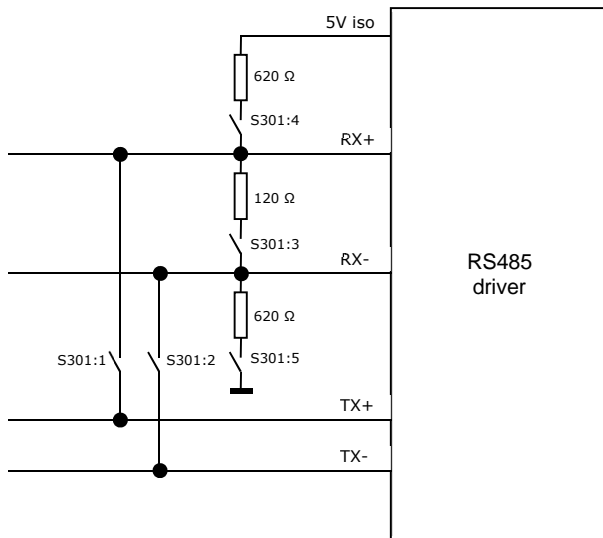 5V iso
620 Ω
S301:4
RX+
120 Ω
S301:3
RX-
RS485
driver
620 Ω
S301:1
S301:2
S301:5
TX+
TX-